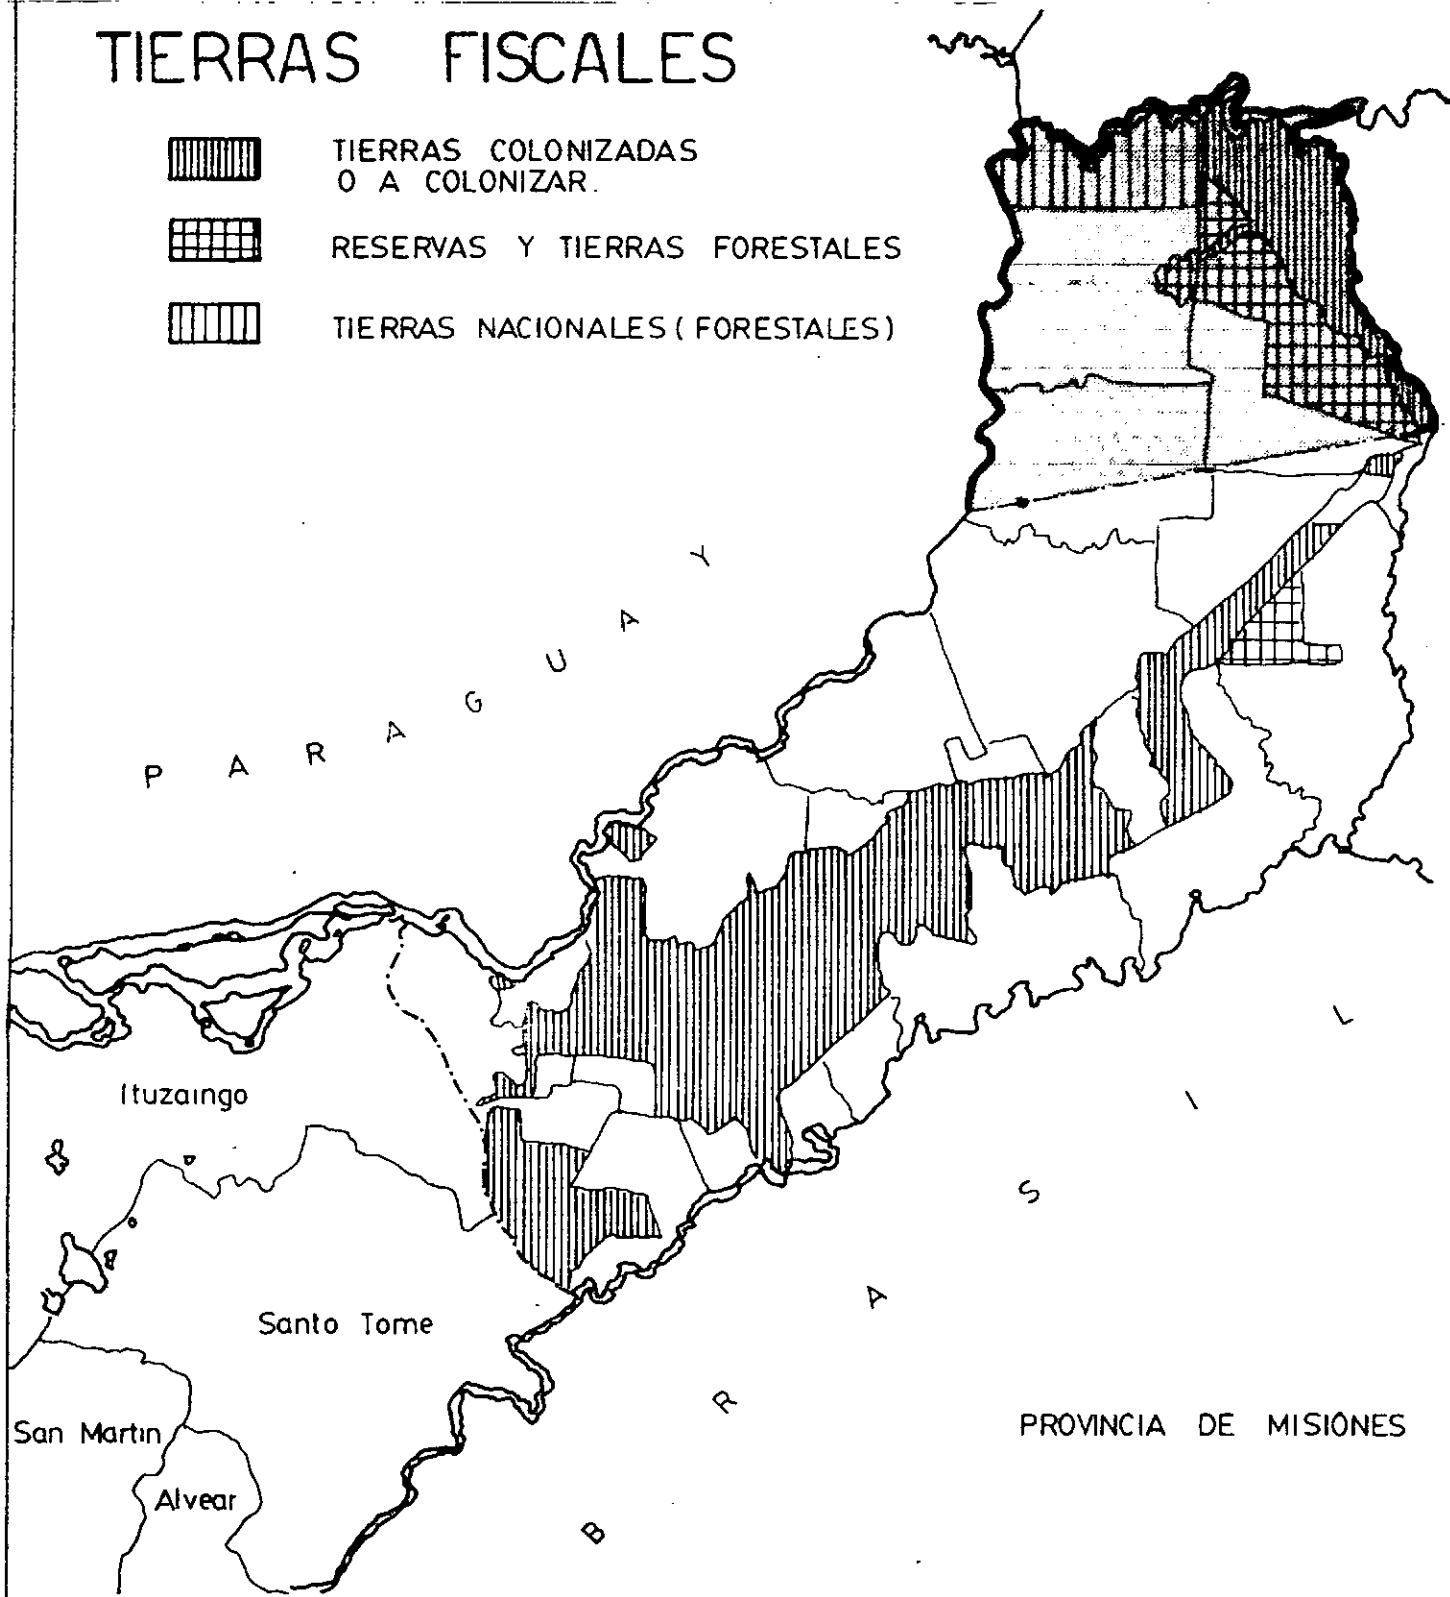 TIERRAS FISCALES
TIERRAS COLONIZADAS
O A COLONIZAR.
RESERVAS Y TIERRAS FORESTALES
TIERRAS NACIONALES (FORESTALES)
PARAGUAY
BRASIL
Ituzaingo
Santo Tome
San Martin
Alvear
PROVINCIA DE MISIONES